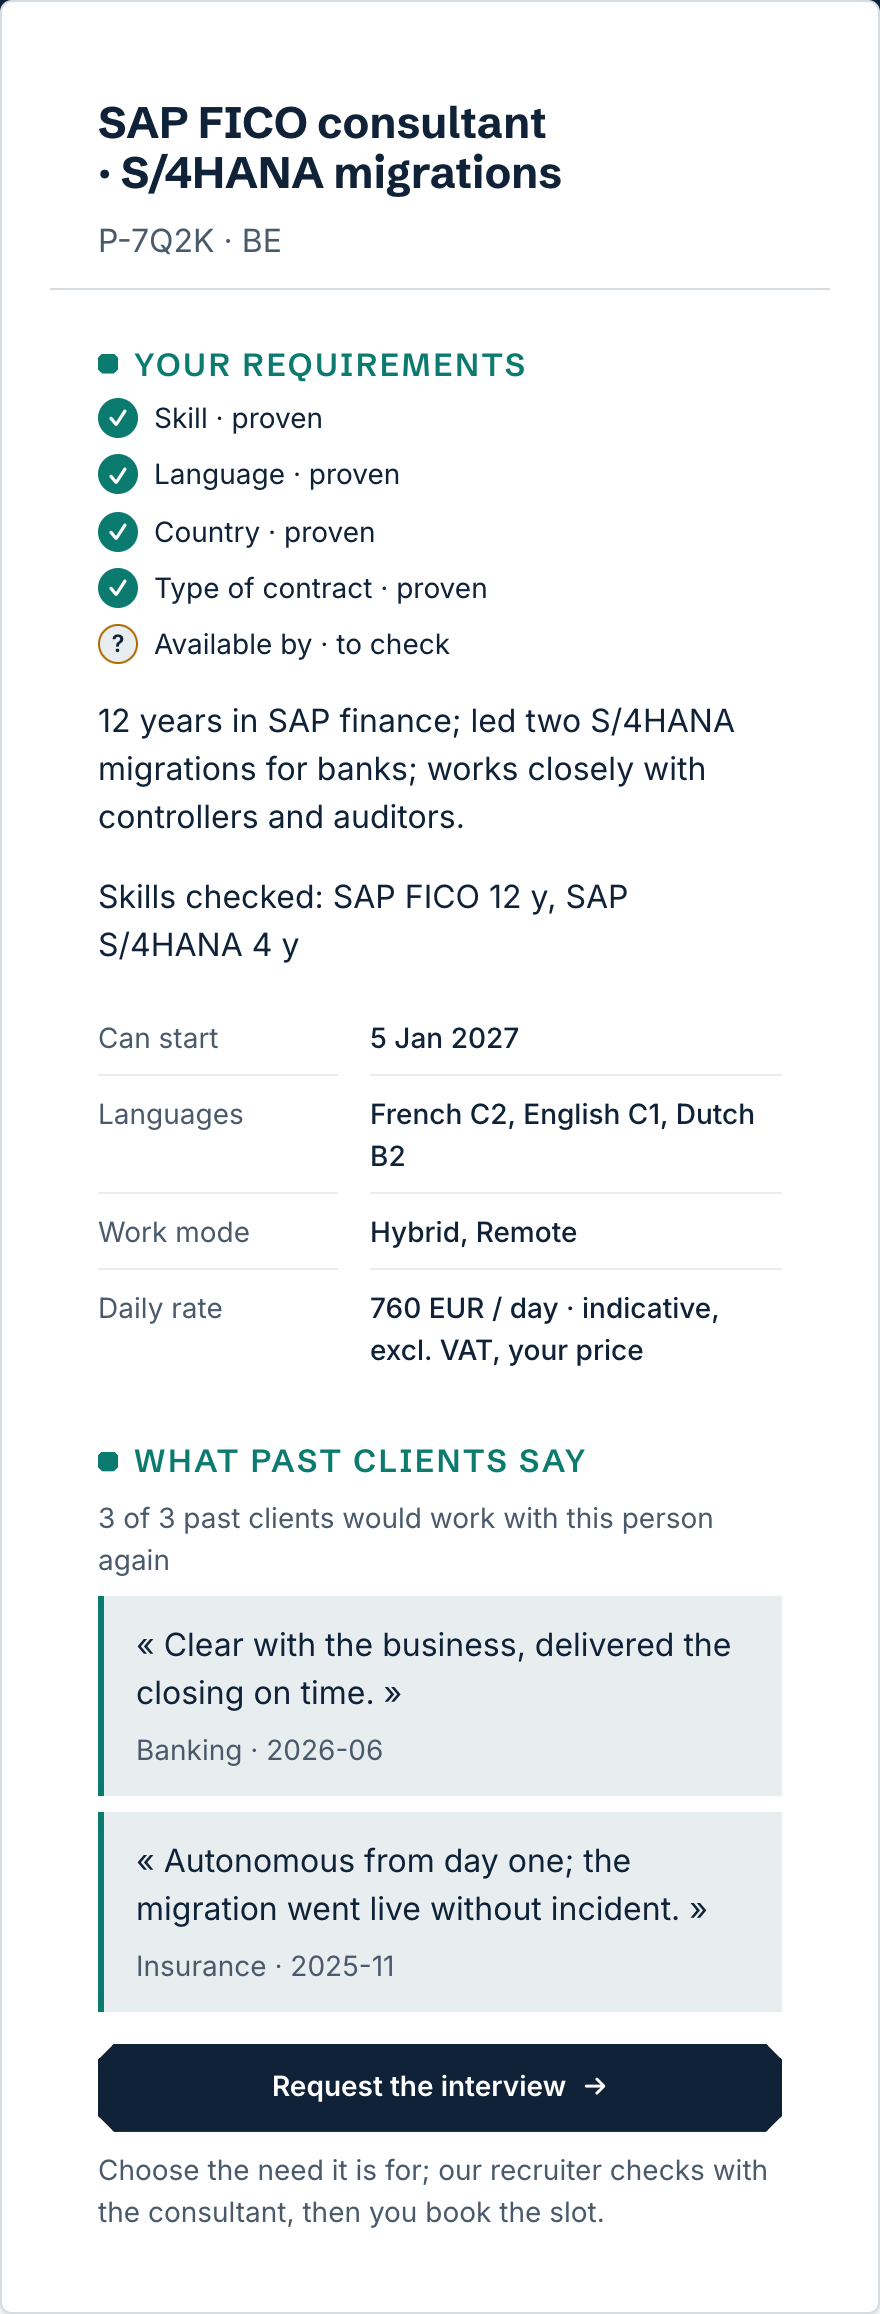 SAP FICO consultant
· S/4HANA migrations
P-7Q2K · BE
YOUR REQUIREMENTS
Skill · proven
Language · proven
Country · proven
Type of contract · proven
? Available by · to check
12 years in SAP finance; led two S/4HANA
migrations for banks; works closely with
controllers and auditors.
Skills checked: SAP FICO 12 y, SAP
S/4HANA 4 y
Can start 5 Jan 2027
Languages French C2, English C1, Dutch
B2
Work mode Hybrid, Remote
Daily rate 760 EUR / day · indicative,
excl. VAT, your price
WHAT PAST CLIENTS SAY
3 of 3 past clients would work with this person
again
« Clear with the business, delivered the
closing on time. »
Banking · 2026-06
« Autonomous from day one; the
migration went live without incident. »
Insurance · 2025-11
Request the interview →
Choose the need it is for; our recruiter checks with
the consultant, then you book the slot.